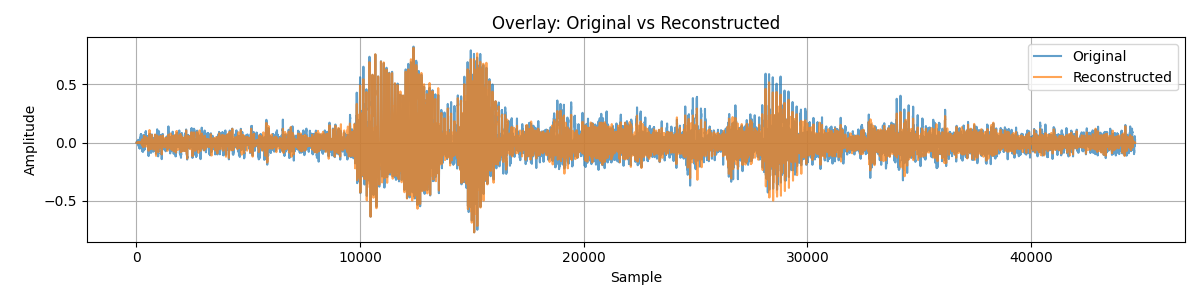 Overlay: Original vs Reconstructed
Original
Reconstructed
Amplitude
0.5
0.0
−0.5
0
10000
20000
30000
40000
Sample